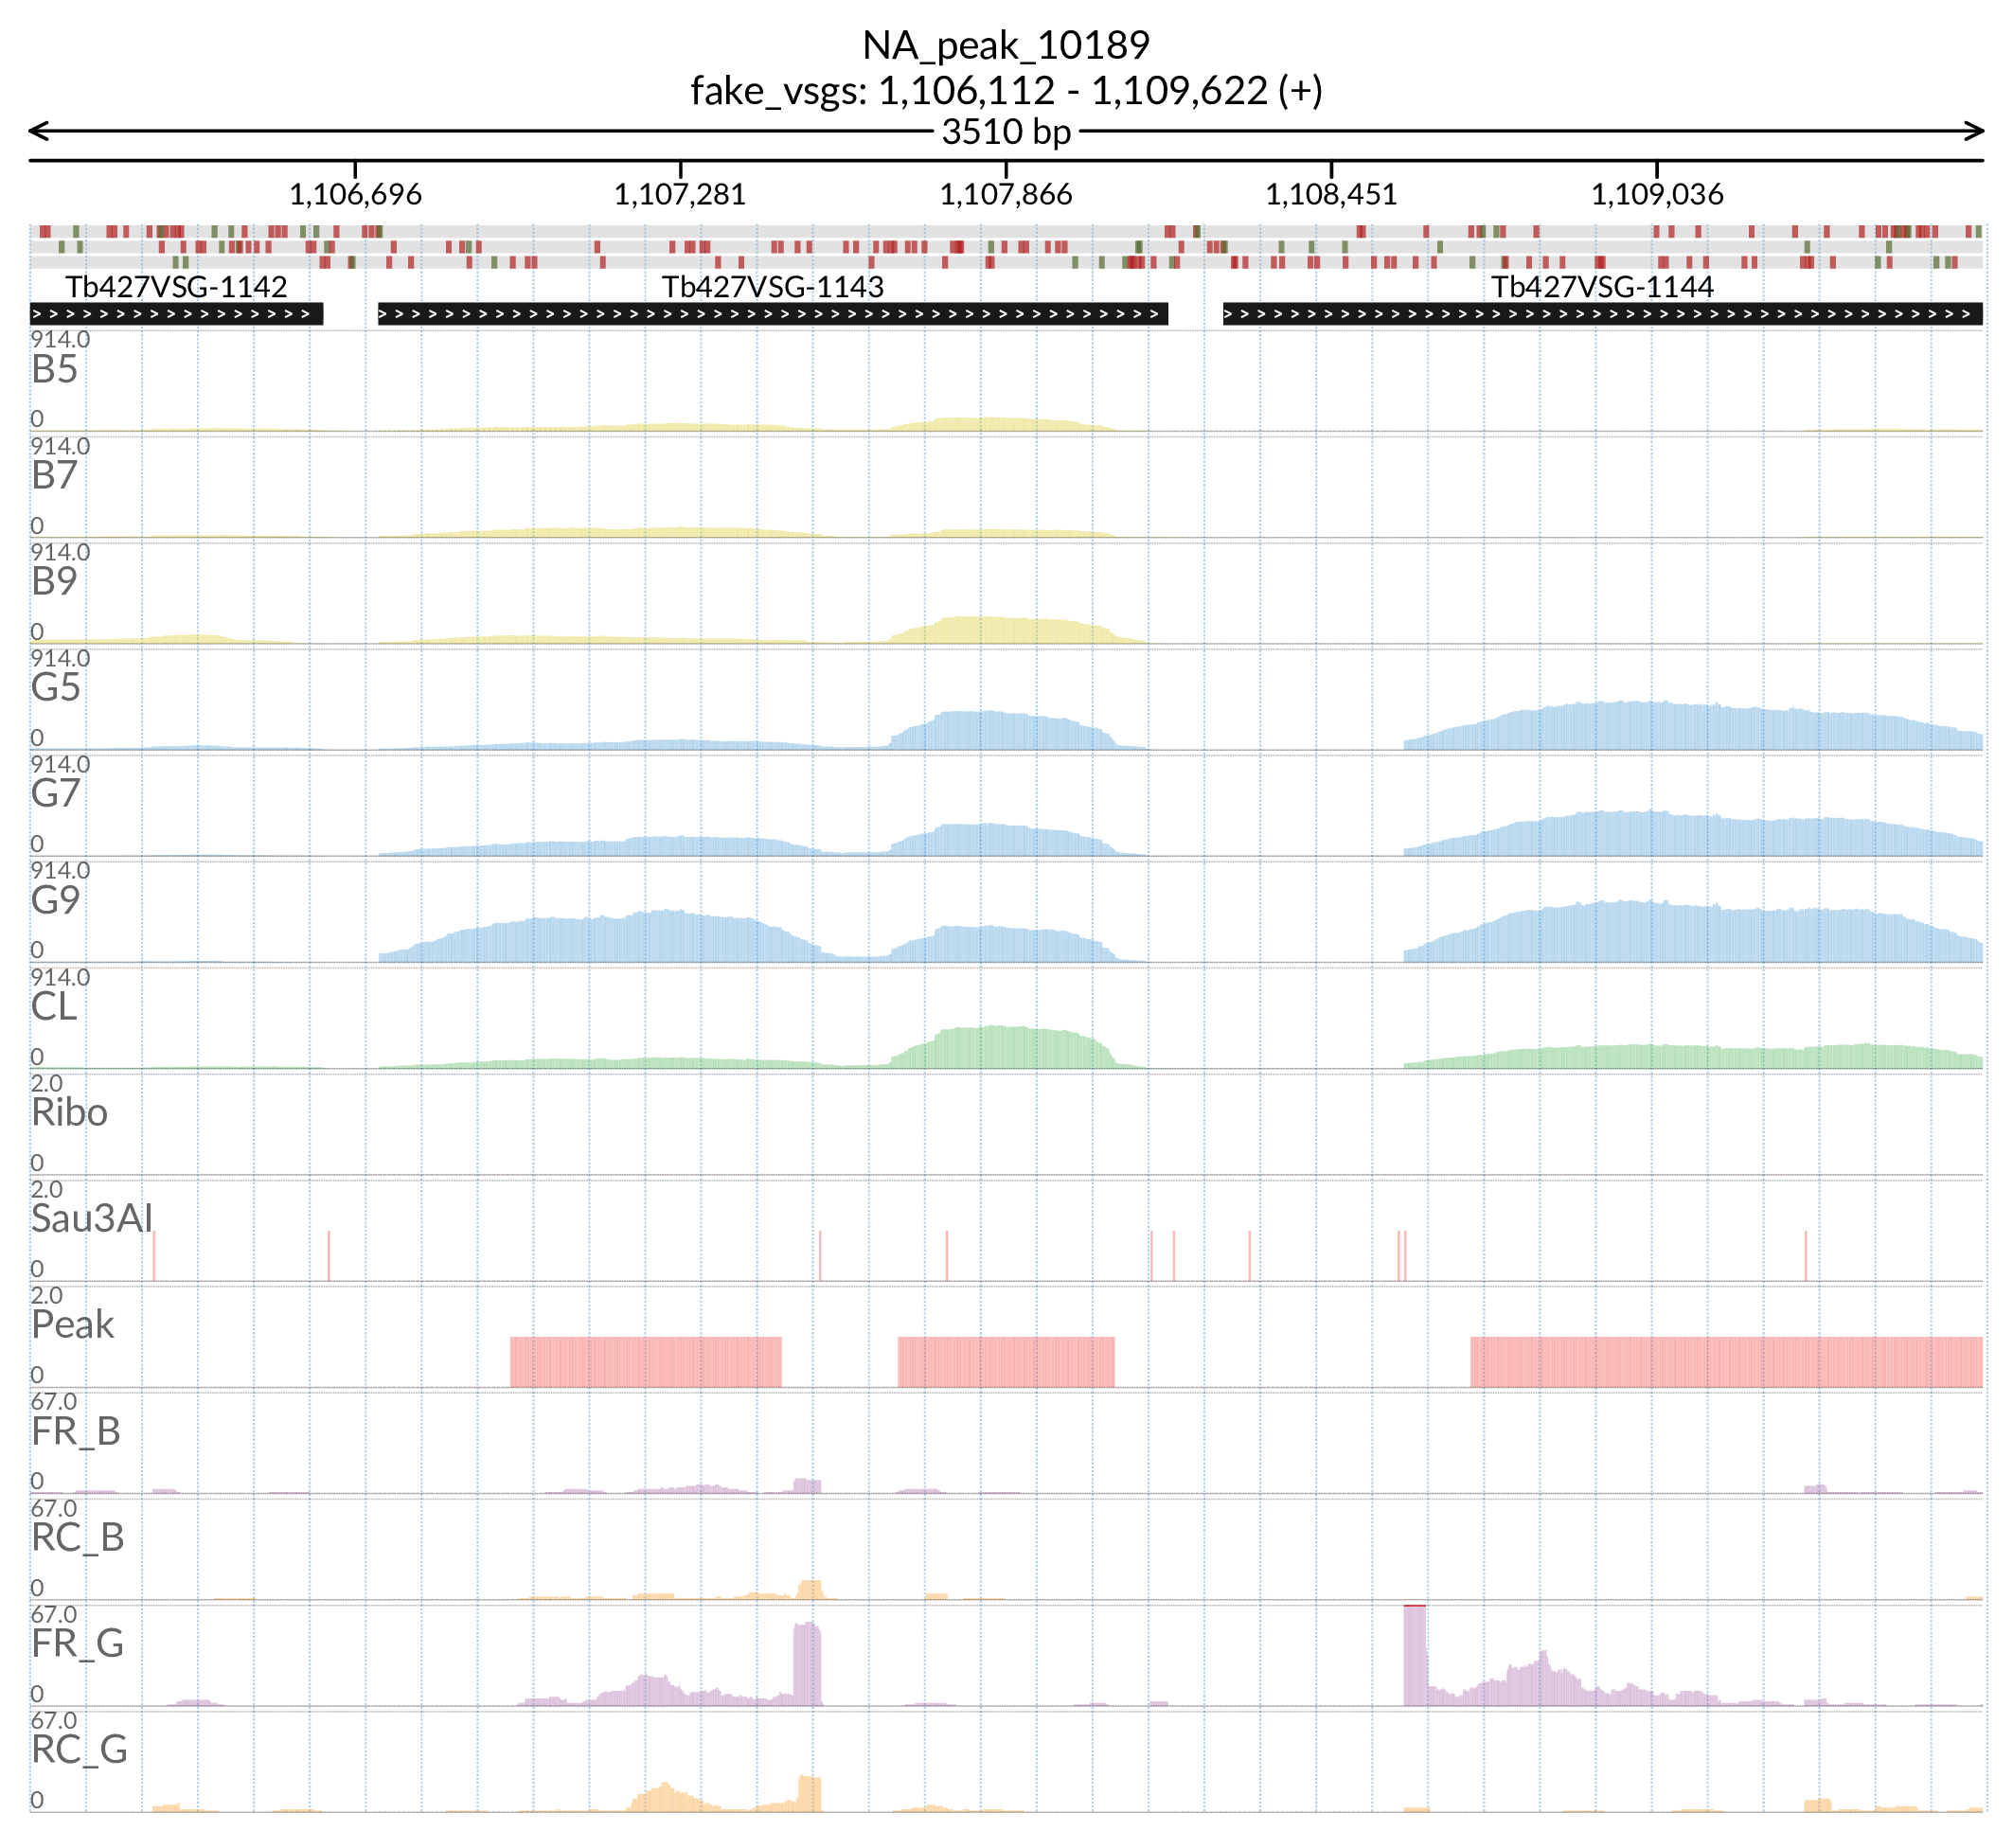 NA_peak_10189
fake_vsgs: 1,106,112 - 1,109,622 (+)
3510 bp
1,106,696 1,107,281 1,107,866 1,108,451 1,109,036
Tb427VSG-1142 Tb427VSG-1143 Tb427VSG-1144
914.0
B5
0
914.0
B7
0
914.0
B9
0
914.0
G5
0
914.0
G7
0
914.0
G9
0
914.0
CL
0
2.0
Ribo
0
2.0
Sau3AI
0
2.0
Peak
0
67.0
FR_B
0
67.0
RC_B
0
67.0
FR_G
0
67.0
RC_G
0